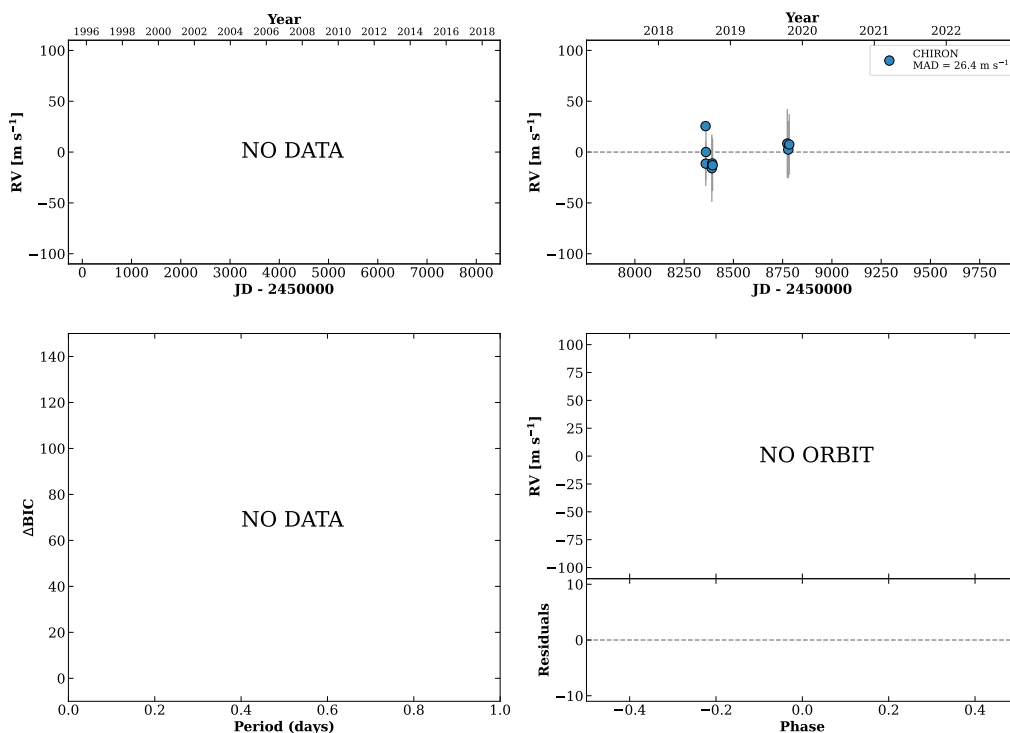 Year
1996 1998 2000 2002 2004 2006 2008 2010 2012 2014 2016 2018
100
50
0
−50
−100
RV [m s⁻¹]
NO DATA
0 1000 2000 3000 4000 5000 6000 7000 8000
JD - 2450000
Year
2018 2019 2020 2021 2022
CHIRON
MAD = 26.4 m s⁻¹
100
50
0
−50
−100
RV [m s⁻¹]
8000 8250 8500 8750 9000 9250 9500 9750
JD - 2450000
140
120
100
80
60
40
20
0
ΔBIC
NO DATA
0.0 0.2 0.4 0.6 0.8 1.0
Period (days)
100
75
50
25
0
−25
−50
−75
−100
RV [m s⁻¹]
NO ORBIT
10
0
−10
Residuals
−0.4 −0.2 0.0 0.2 0.4
Phase